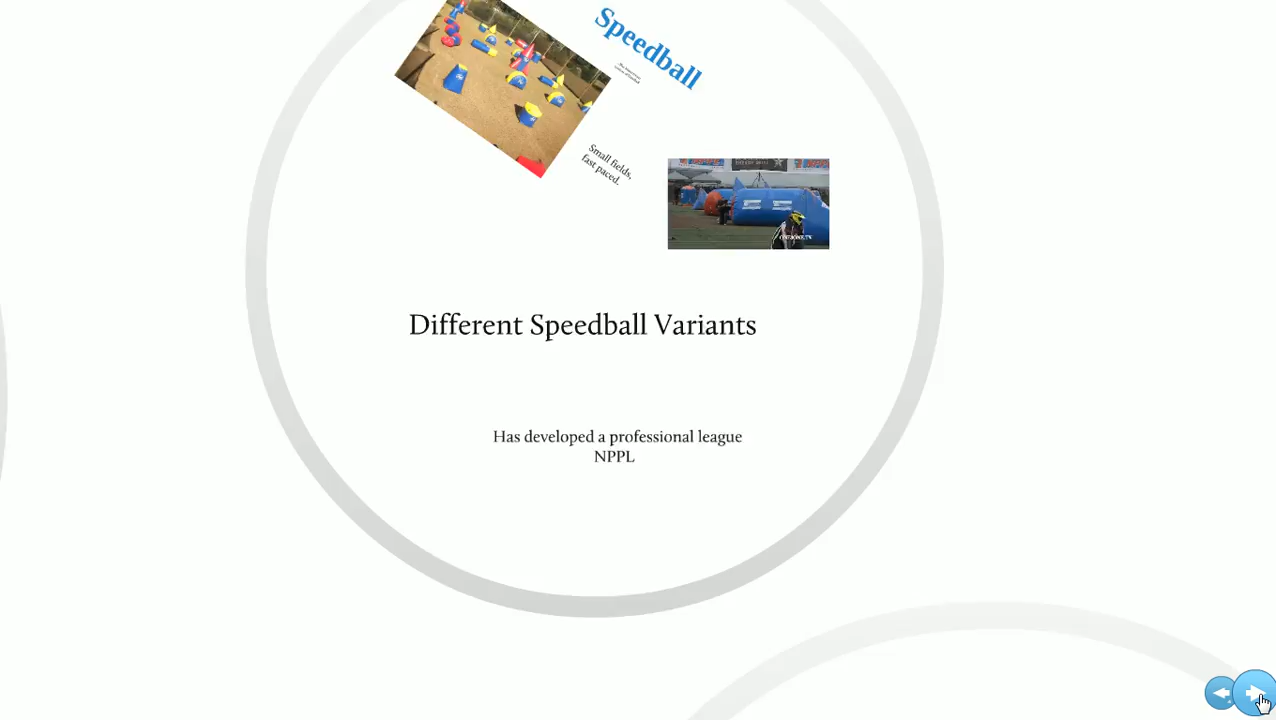 Speedball
Small fields,
fast paced.
Different Speedball Variants
Has developed a professional league
NPPL